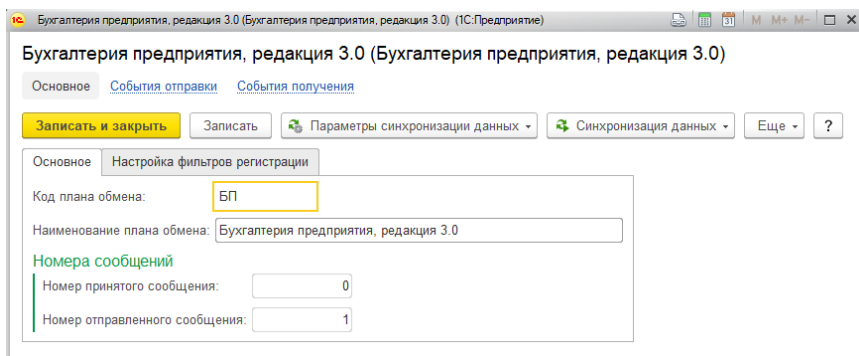 Бухгалтерия предприятия, редакция 3.0 (Бухгалтерия предприятия, редакция 3.0) (1С:Предприятие) 31 M M+ M-
Бухгалтерия предприятия, редакция 3.0 (Бухгалтерия предприятия, редакция 3.0)
Основное События отправки События получения
Записать и закрыть Записать Параметры синхронизации данных Синхронизация данных Еще ?
Основное Настройка фильтров регистрации
Код плана обмена: БП
Наименование плана обмена: Бухгалтерия предприятия, редакция 3.0
Номера сообщений
Номер принятого сообщения: 0
Номер отправленного сообщения: 1